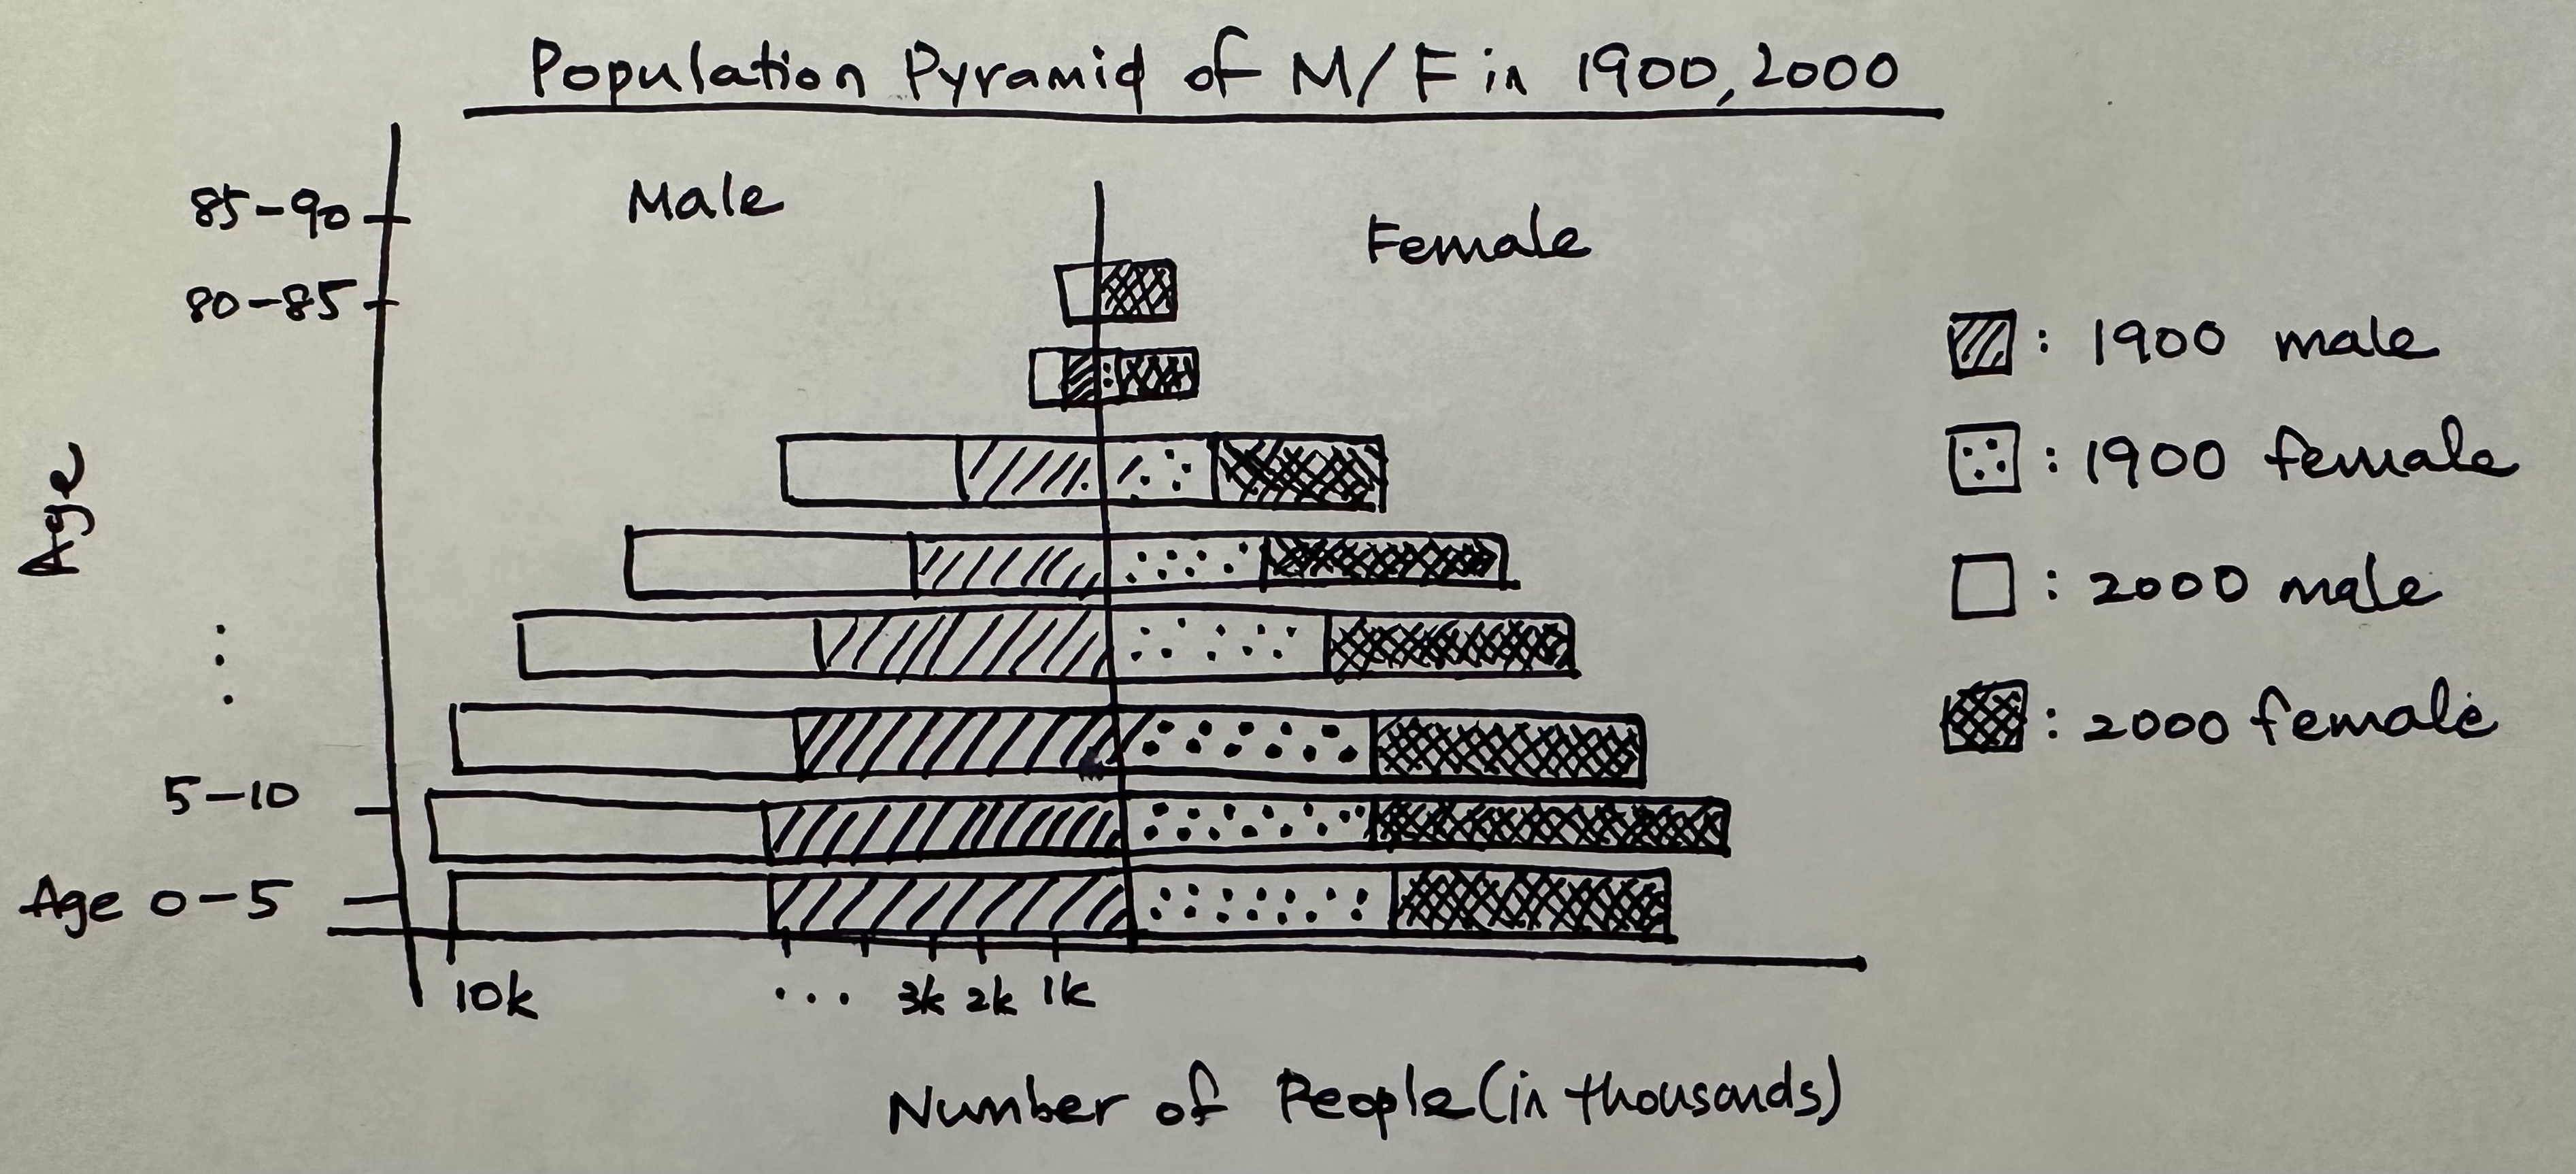 Population Pyramid of M/F in 1900, 2000
Male
Female
85-90
80-85
Age
5-10
Age 0-5
10k ... 3k 2k 1k
Number of People (in thousands)
: 1900 male
: 1900 female
: 2000 male
: 2000 female